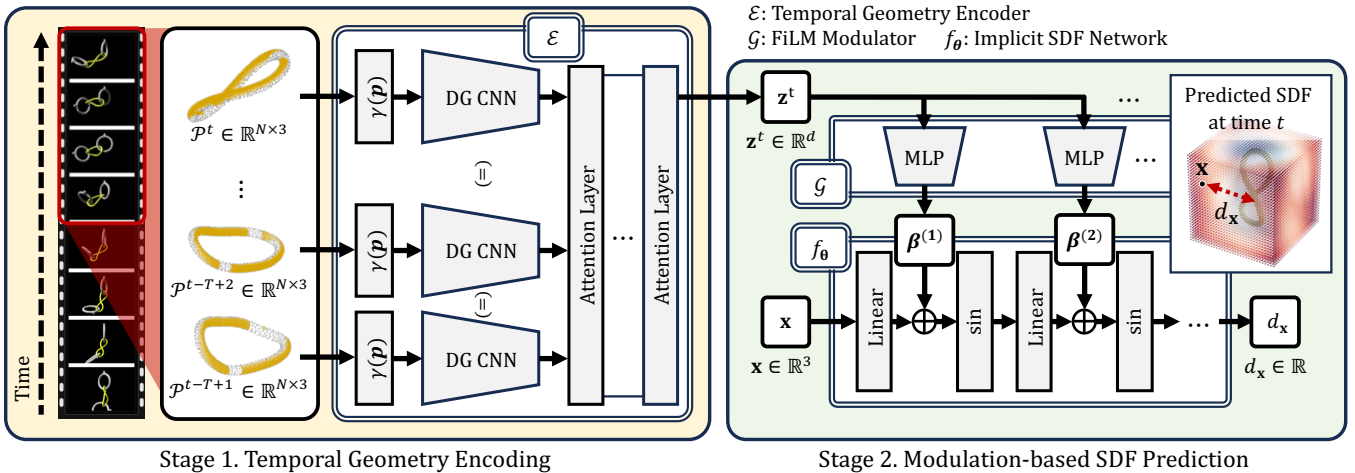 ℰ: Temporal Geometry Encoder
𝒢: FiLM Modulator f_𝛉: Implicit SDF Network
Time
𝒫^t ∈ ℝ^{N×3}
...
𝒫^{t−T+2} ∈ ℝ^{N×3}
𝒫^{t−T+1} ∈ ℝ^{N×3}
ℰ
γ(𝒑)
DG CNN
(=)
γ(𝒑)
DG CNN
(=)
γ(𝒑)
DG CNN
Attention Layer
...
Attention Layer
Stage 1. Temporal Geometry Encoding
𝐳^t
𝐳^t ∈ ℝ^d
...
MLP
MLP
...
𝒢
𝜷^(1)
𝜷^(2)
f_𝛉
𝐱
𝐱 ∈ ℝ^3
Linear
sin
Linear
sin
...
d_𝐱
d_𝐱 ∈ ℝ
Predicted SDF
at time t
𝐱
d_𝐱
Stage 2. Modulation-based SDF Prediction